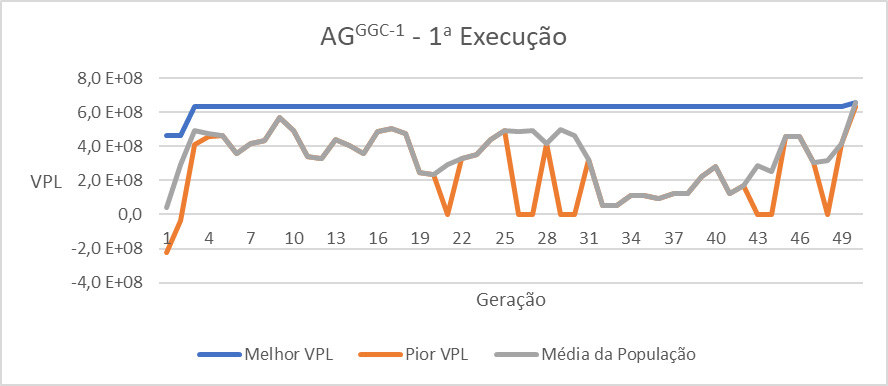 AGGGC-1 - 1ª Execução
8,0 E+08
6,0 E+08
4,0 E+08
VPL
2,0 E+08
0,0
1 4 7 10 13 16 19 22 25 28 31 34 37 40 43 46 49
-2,0 E+08
-4,0 E+08
Geração
Melhor VPL Pior VPL Média da População